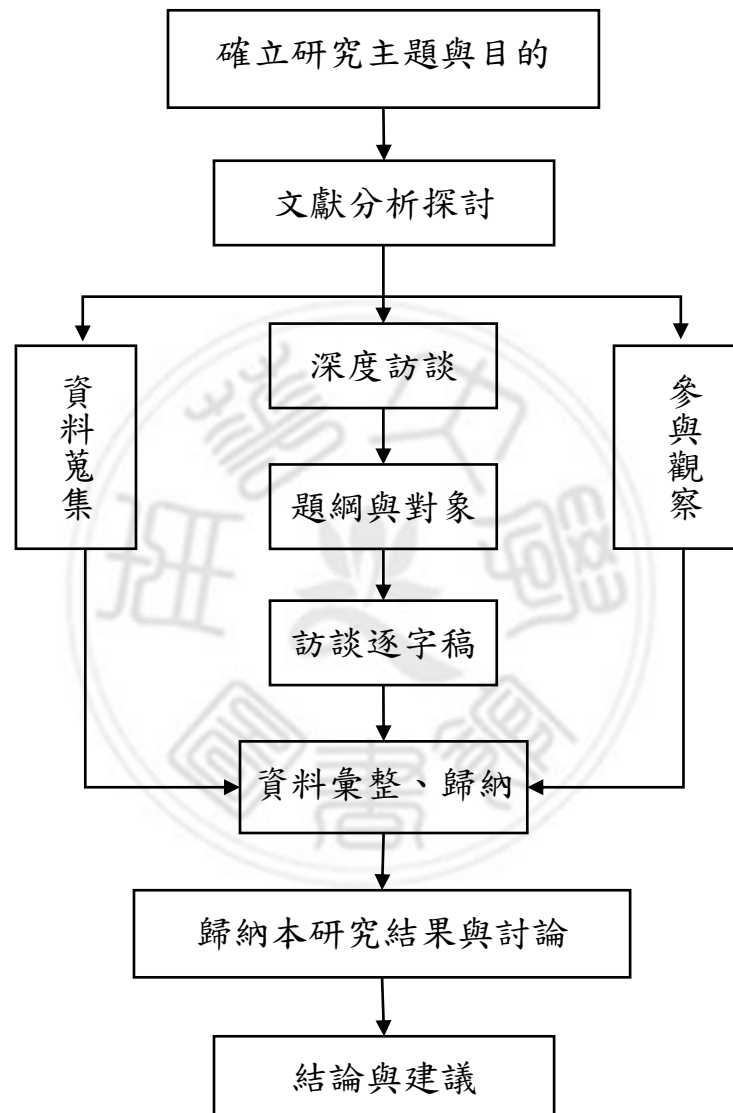 確立研究主題與目的
文獻分析探討
資料蒐集
深度訪談
參與觀察
題綱與對象
訪談逐字稿
資料彙整、歸納
歸納本研究結果與討論
結論與建議